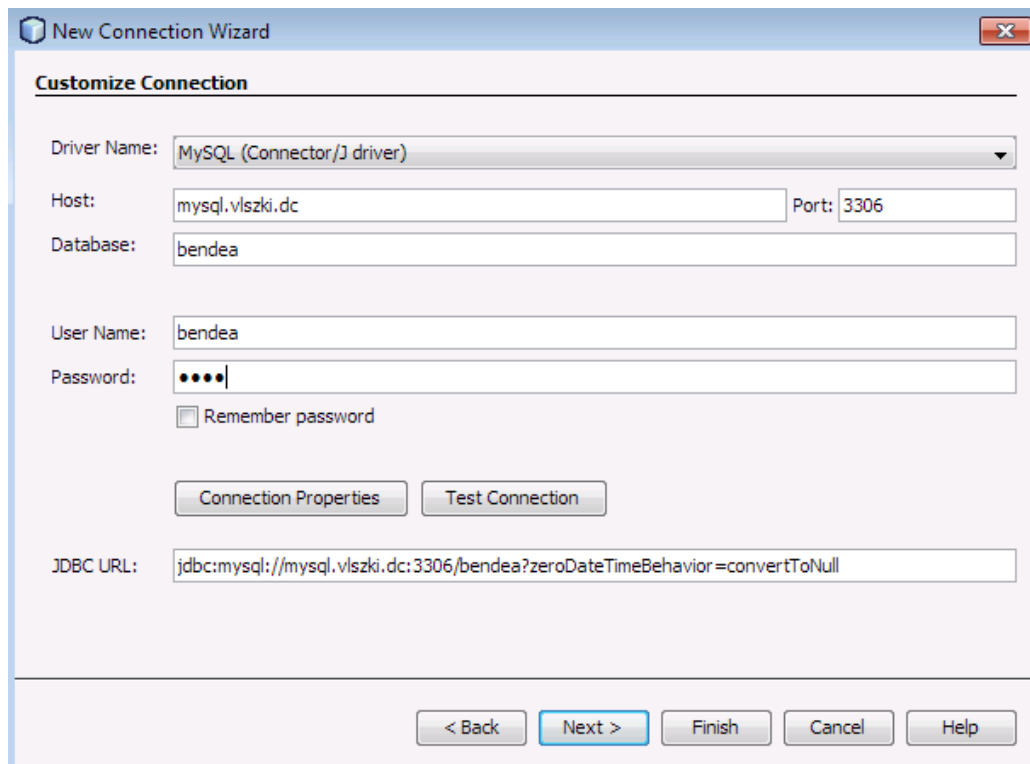 New Connection Wizard
Customize Connection
Driver Name: MySQL (Connector/J driver)
Host: mysql.vlszki.dc Port: 3306
Database: bendea
User Name: bendea
Password: ••••
Remember password
Connection Properties Test Connection
JDBC URL: jdbc:mysql://mysql.vlszki.dc:3306/bendea?zeroDateTimeBehavior=convertToNull
< Back Next > Finish Cancel Help